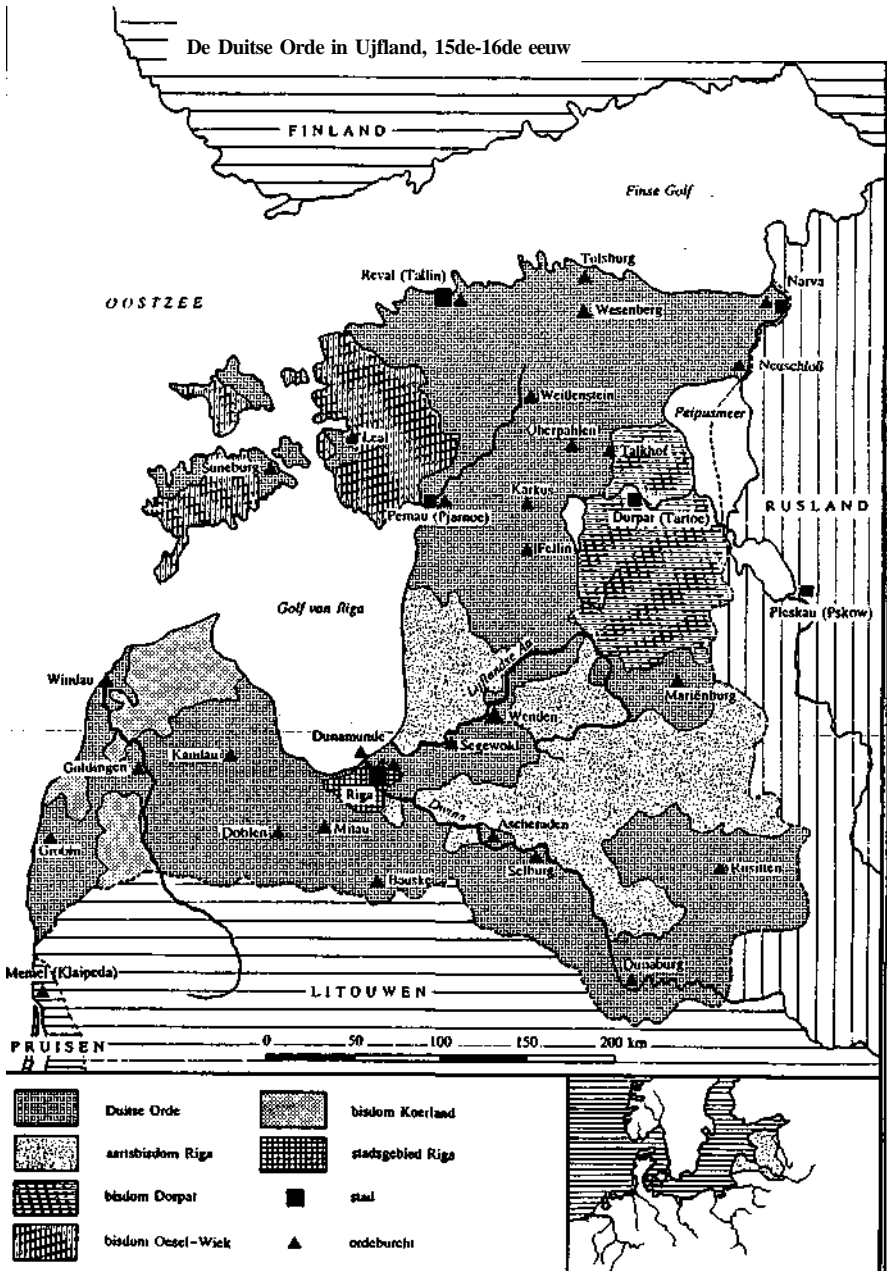 De Duitse Orde in Ujfland, 15de-16de eeuw
FINLAND
Finse Golf
OOSTZEE
Reval (Tallin)
Tolsburg
Narva
Wesenberg
Neuschloß
Weißenstein
Peipusmeer
Oberpahlen
Leal
Talkhof
Suneburg
Karkus
RUSLAND
Pernau (Pjarnoe)
Dorpat (Tartoe)
Fellin
Pleskau (Pskow)
Golf van Riga
Lijflandse Aa
Windau
Mariënburg
Wenden
Dunamunde
Segewold
Goldingen
Kandau
Riga
Duna
Ascheraden
Doblen
Mitau
Grobin
Selburg
Rositten
Bauske
Memel (Klaipeda)
Dunaburg
LITOUWEN
PRUISEN
0 50 100 150 200 km
Duitse Orde
bisdom Koerland
aartsbisdom Riga
stadsgebied Riga
bisdom Dorpat
stad
bisdom Oesel-Wiek
ordeburcht